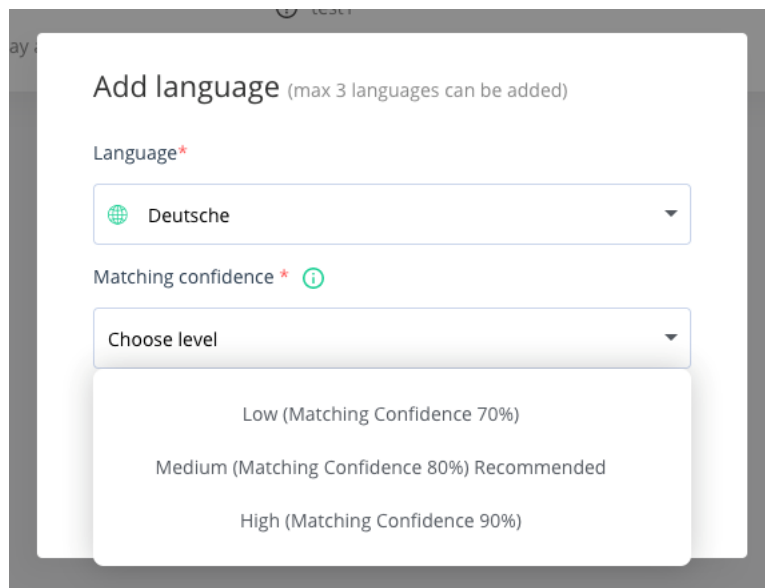 ay
Add language (max 3 languages can be added)
Language*
Deutsche
Matching confidence *
Choose level
Low (Matching Confidence 70%)
Medium (Matching Confidence 80%) Recommended
High (Matching Confidence 90%)